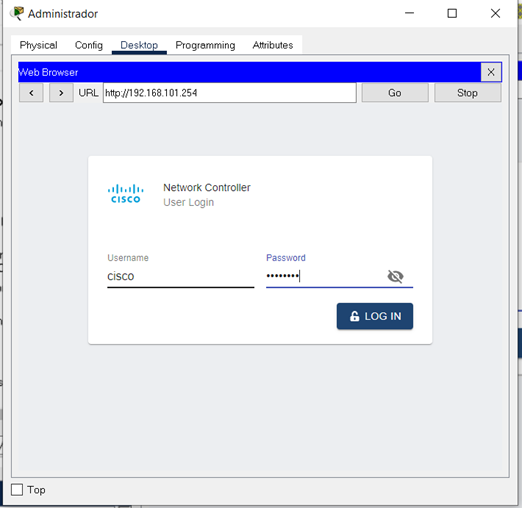 Administrador
Physical Config Desktop Programming Attributes
Web Browser X
< > URL http://192.168.101.254 Go Stop
CISCO
Network Controller
User Login
Username Password
cisco ••••••••
LOG IN
Top